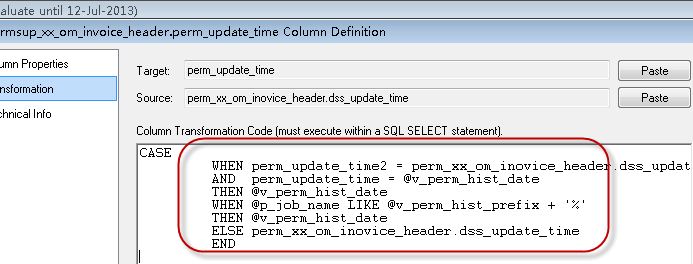 aluate until 12-Jul-2013)
rmsup_xx_om_invoice_header.perm_update_time Column Definition
umn Properties
Target:
perm_update_time
Paste
nsformation
Source:
perm_xx_om_inovice_header.dss_update_time
Paste
chnical Info
Column Transformation Code (must execute within a SQL SELECT statement).
CASE
WHEN perm_update_time2 = perm_xx_om_inovice_header.dss_updat
AND perm_update_time = @v_perm_hist_date
THEN @v_perm_hist_date
WHEN @p_job_name LIKE @v_perm_hist_prefix + '%'
THEN @v_perm_hist_date
ELSE perm_xx_om_inovice_header.dss_update_time
END